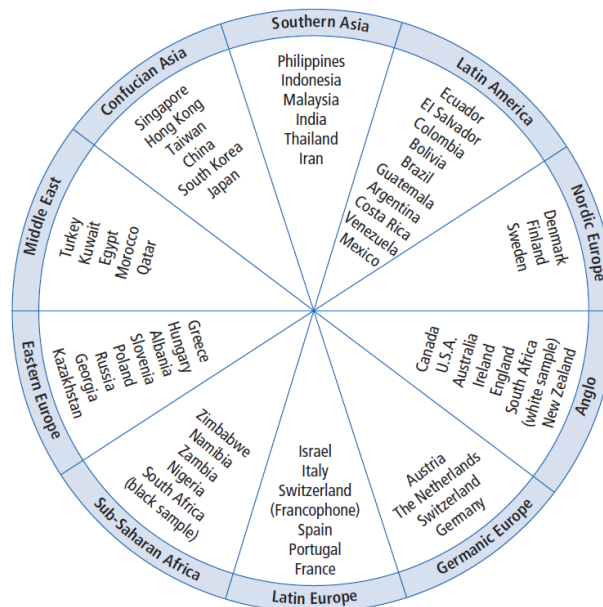 Southern Asia
Philippines
Indonesia
Malaysia
India
Thailand
Iran
Latin America
Ecuador
El Salvador
Colombia
Bolivia
Brazil
Guatemala
Argentina
Costa Rica
Venezuela
Mexico
Nordic Europe
Denmark
Finland
Sweden
Anglo
Canada
U.S.A.
Australia
Ireland
England
South Africa
(white sample)
New Zealand
Germanic Europe
Austria
The Netherlands
Switzerland
Germany
Latin Europe
Israel
Italy
Switzerland
(Francophone)
Spain
Portugal
France
Sub-Saharan Africa
Zimbabwe
Namibia
Zambia
Nigeria
South Africa
(black sample)
Eastern Europe
Greece
Hungary
Albania
Slovenia
Poland
Russia
Georgia
Kazakhstan
Middle East
Turkey
Kuwait
Egypt
Morocco
Qatar
Confucian Asia
Singapore
Hong Kong
Taiwan
China
South Korea
Japan